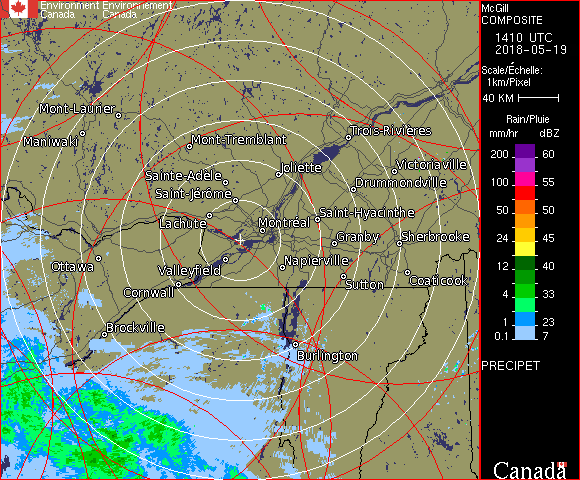 Environment Environnement
Canada Canada
McGill
COMPOSITE
1410 UTC
2018-05-19
Scale/Échelle:
1km/Pixel
40 KM
Rain/Pluie
mm/hr dBZ
200 60
100 55
50 50
24 45
12 40
4 33
1 23
0.1 7
PRECIPET
Canada
Mont-Laurier
Maniwaki
Mont-Tremblant
Trois-Rivières
Joliette
Victoriaville
Sainte-Adèle
Drummondville
Saint-Jérôme
Lachute
Saint-Hyacinthe
Montréal
Granby
Sherbrooke
Ottawa
Valleyfield
Napierville
Cornwall
Sutton
Coaticook
Brockville
Burlington